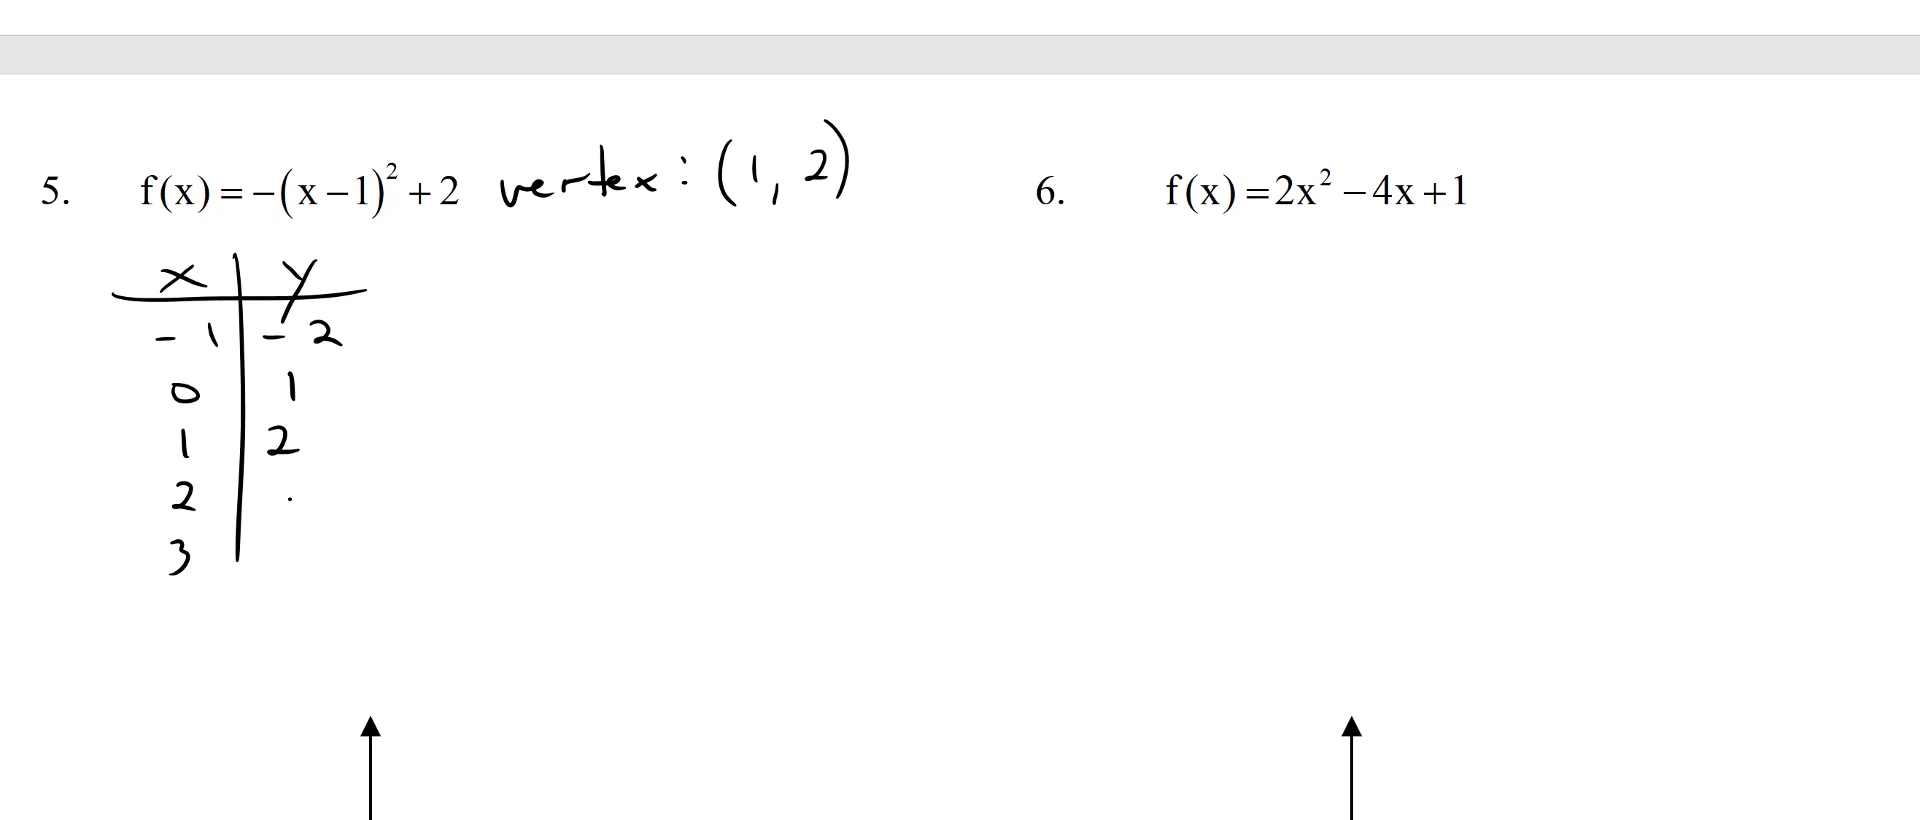 5. f(x) = −(x − 1)² + 2 vertex: (1, 2)
6. f(x) = 2x² − 4x + 1
x | y
-1 | -2
0 | 1
1 | 2
2 |
3 |